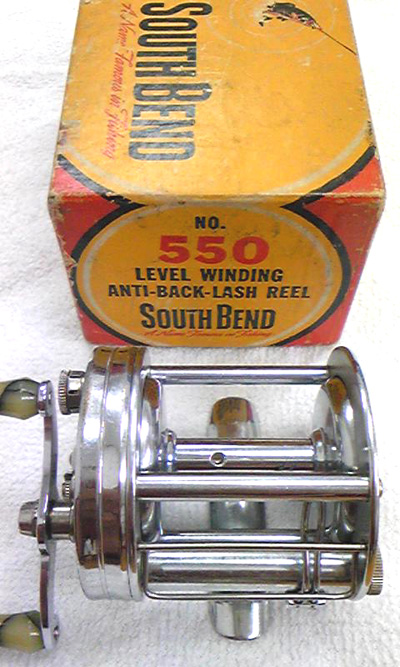 SOUTH BEND
A Name Famous in Fishing
NO.
550
LEVEL WINDING
ANTI-BACK-LASH REEL
SOUTH BEND
A Name Famous in Fishing